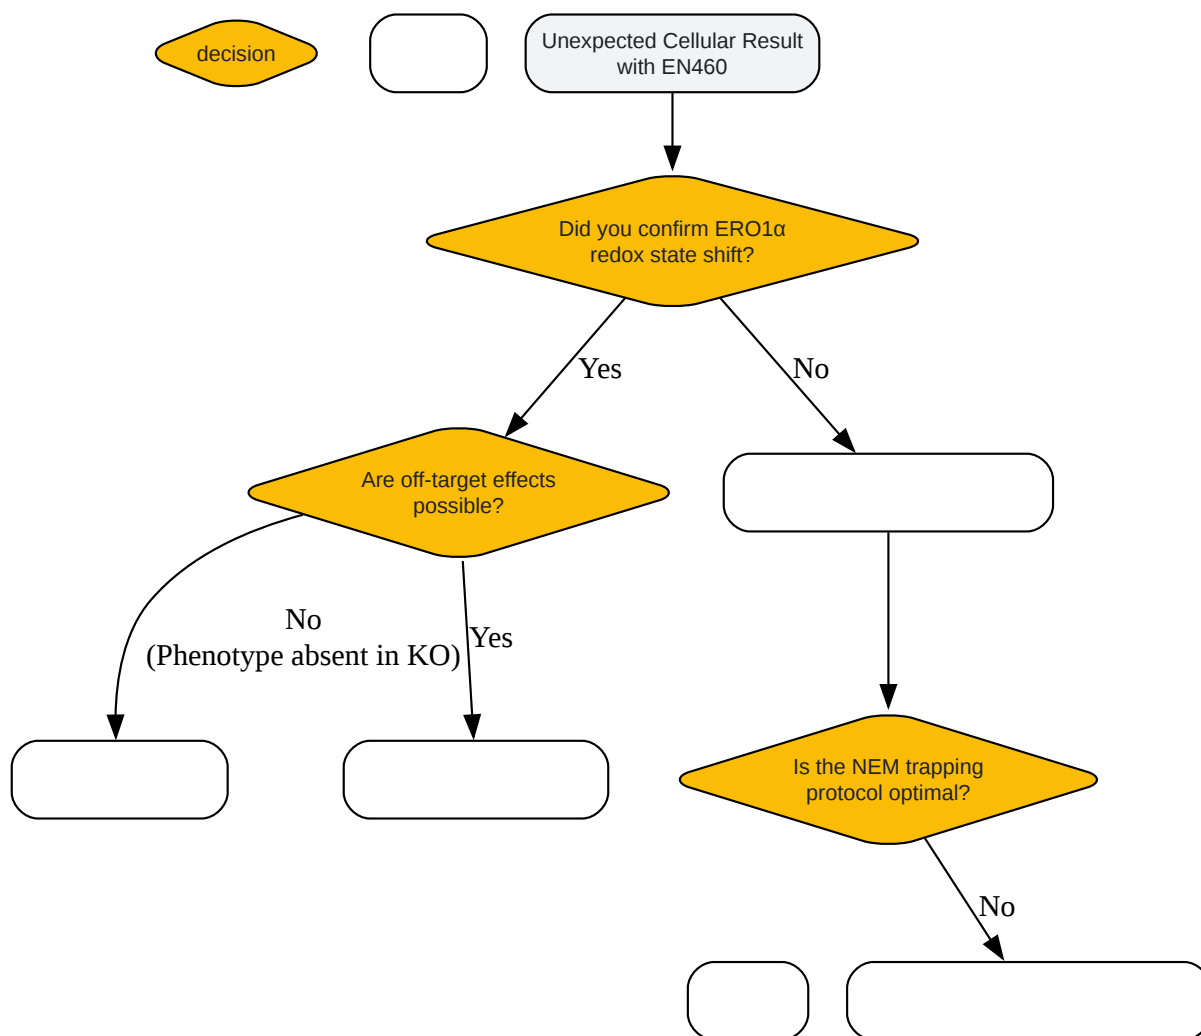 decision
Unexpected Cellular Result
with EN460
Did you confirm ERO1α
redox state shift?
Yes
No
Are off-target effects
possible?
No
(Phenotype absent in KO)
Yes
Is the NEM trapping
protocol optimal?
No